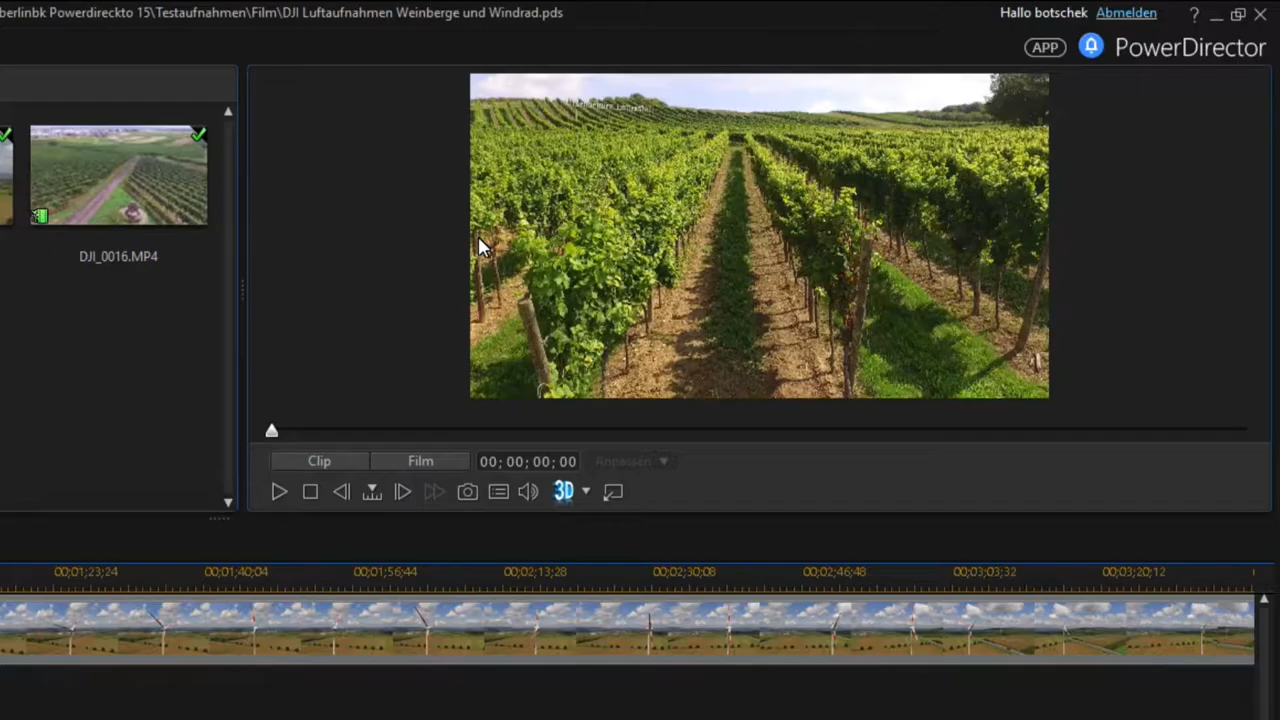 berlinbk Powerdireckto 15\Testaufnahmen\Film\DJI Luftaufnahmen Weinberge und Windrad.pds
Hallo botschek Abmelden ?
APP PowerDirector
DJI_0016.MP4
Clip Film 00; 00; 00; 00 Anpassen
3D
00;01;23;24 00;01;40;04 00;01;56;44 00;02;13;28 00;02;30;08 00;02;46;48 00;03;03;32 00;03;20;12